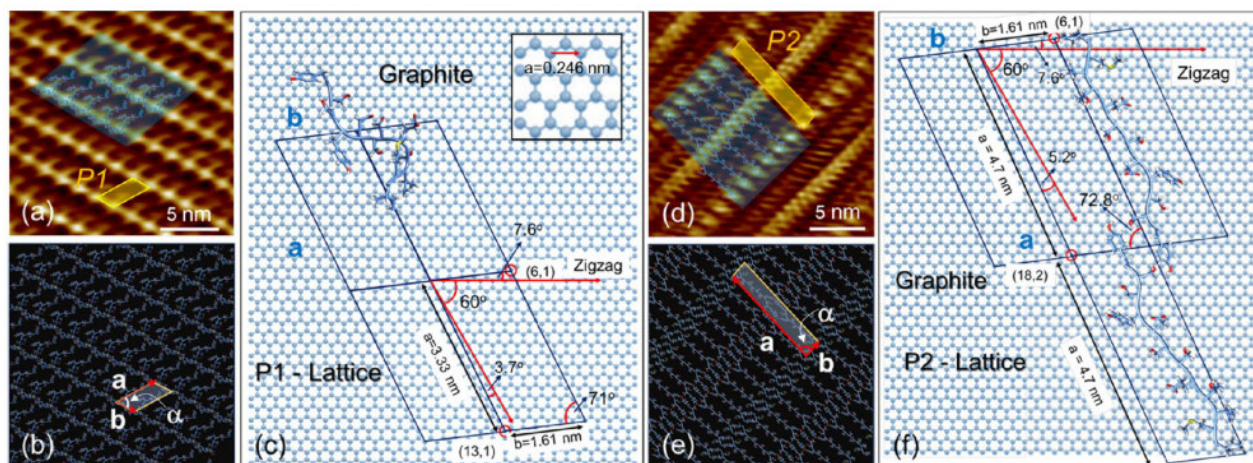 P1
(a)
5 nm
(b)
a
b
α
(c)
Graphite
a=0.246 nm
b
a
7.6°
(6,1)
Zigzag
60°
a=3.33 nm
3.7°
P1 - Lattice
71°
(13,1)
b=1.61 nm
P2
(d)
5 nm
(e)
α
a
b
b=1.61 nm
(6,1)
b
Zigzag
60°
7.6°
a = 4.7 nm
5.2°
72.8°
a
(18,2)
Graphite
P2 - Lattice
a = 4.7 nm
(f)